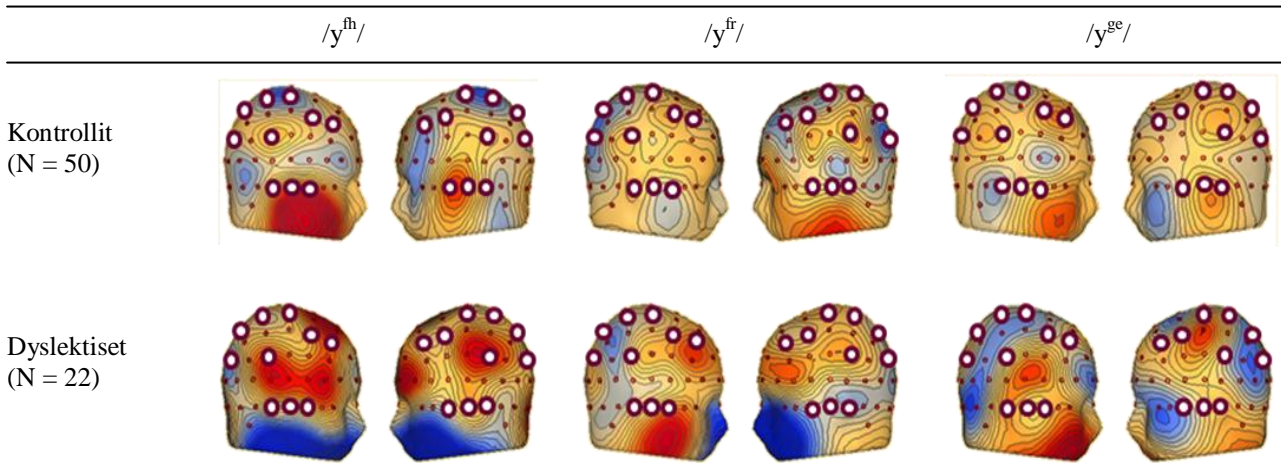 /y^fh/ /y^fr/ /y^ge/
Kontrollit
(N = 50)
Dyslektiset
(N = 22)